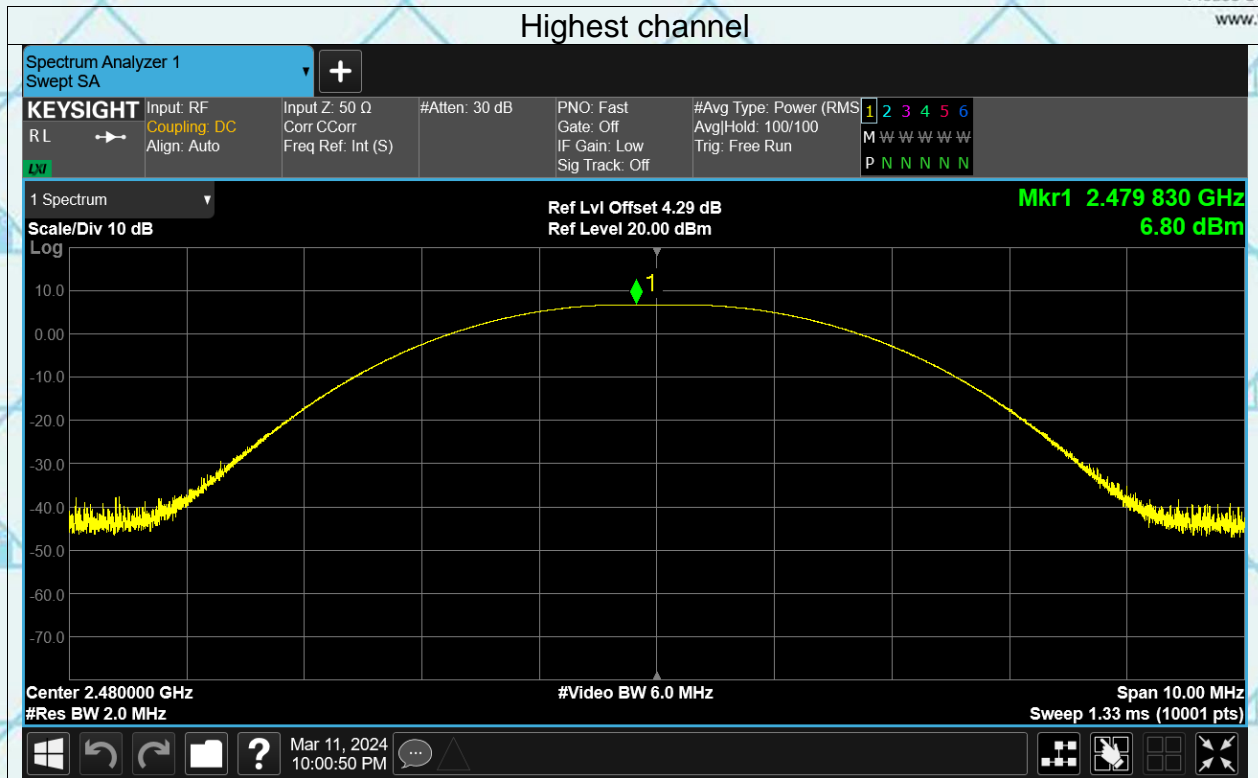 www.
Highest channel
Spectrum Analyzer 1
Swept SA
+
KEYSIGHT Input: RF Input Z: 50 Ω #Atten: 30 dB PNO: Fast #Avg Type: Power (RMS 1 2 3 4 5 6
R L Coupling: DC Corr CCorr Gate: Off Avg|Hold: 100/100 M W W W W W
Align: Auto Freq Ref: Int (S) IF Gain: Low Trig: Free Run
LXI Sig Track: Off P N N N N N
1 Spectrum Ref Lvl Offset 4.29 dB Mkr1 2.479 830 GHz
Scale/Div 10 dB Ref Level 20.00 dBm 6.80 dBm
Log
1
10.0
0.00
-10.0
-20.0
-30.0
-40.0
-50.0
-60.0
-70.0
Center 2.480000 GHz #Video BW 6.0 MHz Span 10.00 MHz
#Res BW 2.0 MHz Sweep 1.33 ms (10001 pts)
? Mar 11, 2024
10:00:50 PM